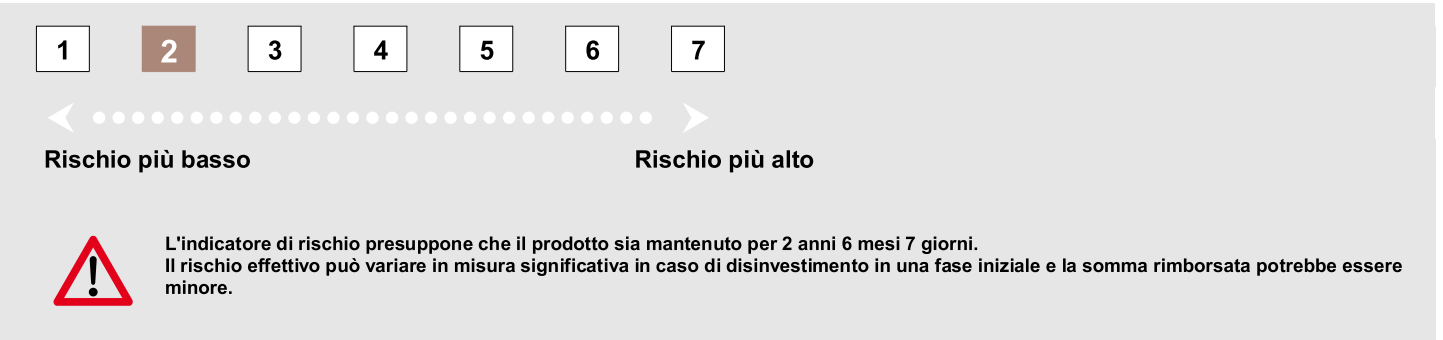 1 2 3 4 5 6 7
Rischio più basso Rischio più alto
L'indicatore di rischio presuppone che il prodotto sia mantenuto per 2 anni 6 mesi 7 giorni.
Il rischio effettivo può variare in misura significativa in caso di disinvestimento in una fase iniziale e la somma rimborsata potrebbe essere
minore.